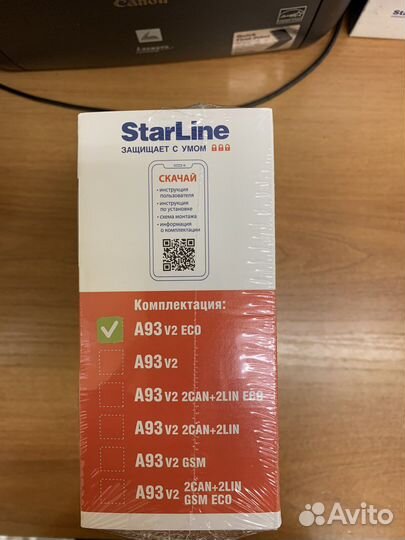 Canon
StarLine
ЗАЩИЩАЕТ С УМОМ
СКАЧАЙ
• инструкция
пользователя
• инструкция
по установке
• схема монтажа
• информация
о комплектации
Комплектация:
A93 V2 ECO
A93 V2
A93 V2 2CAN+2LIN ECO
A93 V2 2CAN+2LIN
A93 V2 GSM
A93 V2 2CAN+2LIN
GSM ECO
Avito